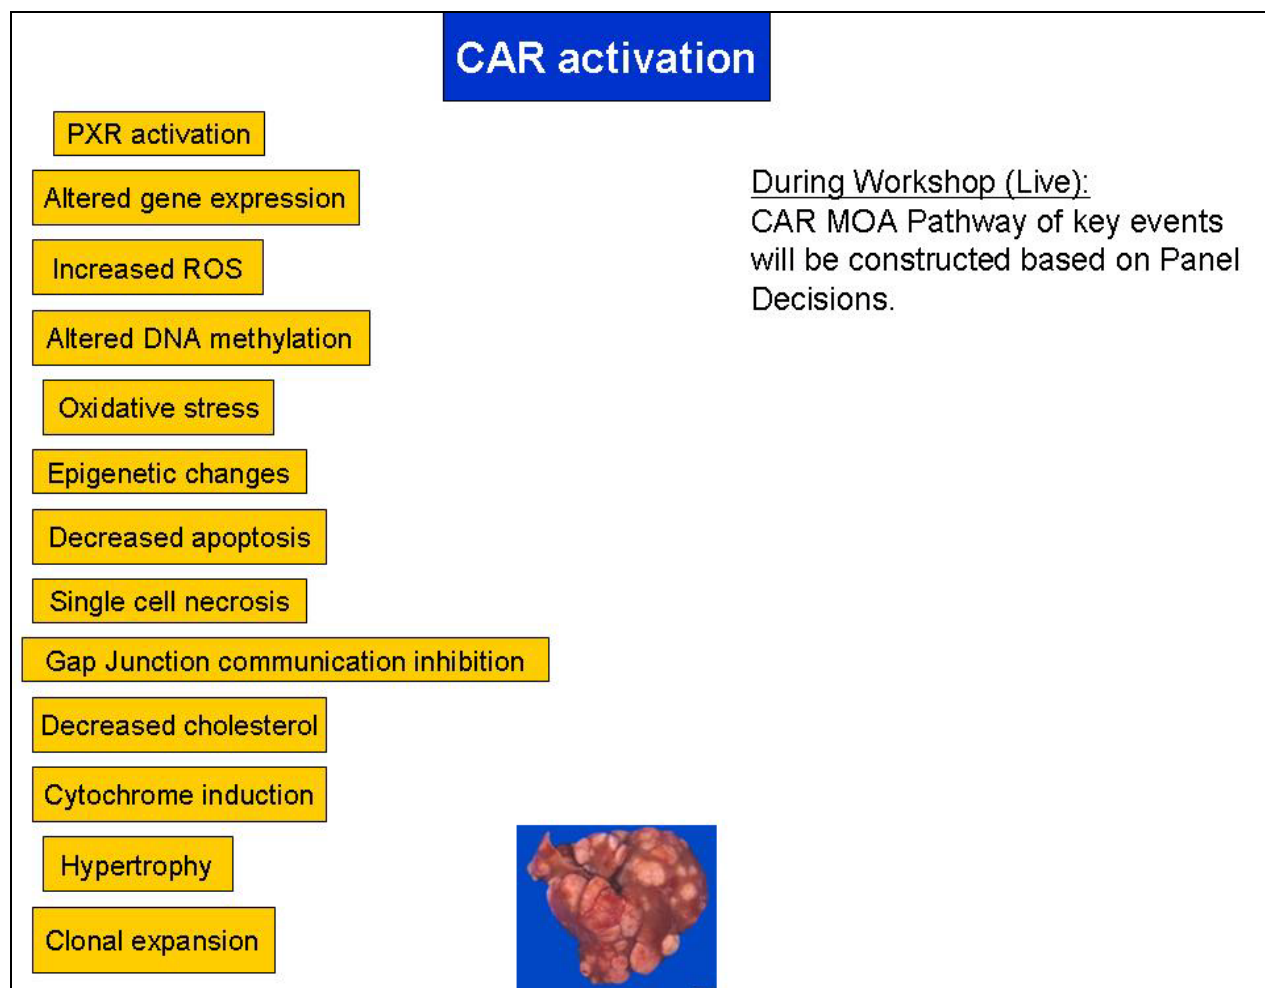 CAR activation
PXR activation
Altered gene expression
Increased ROS
Altered DNA methylation
Oxidative stress
Epigenetic changes
Decreased apoptosis
Single cell necrosis
Gap Junction communication inhibition
Decreased cholesterol
Cytochrome induction
Hypertrophy
Clonal expansion
During Workshop (Live):
CAR MOA Pathway of key events
will be constructed based on Panel
Decisions.